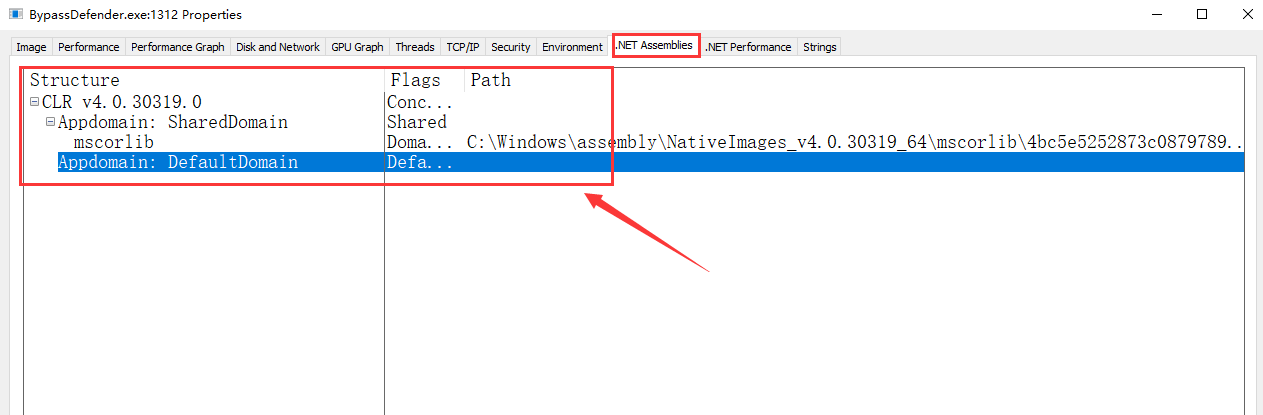 BypassDefender.exe:1312 Properties
Image Performance Performance Graph Disk and Network GPU Graph Threads TCP/IP Security Environment .NET Assemblies .NET Performance Strings
Structure Flags Path
CLR v4.0.30319.0 Conc...
Appdomain: SharedDomain Shared
mscorlib Doma... C:\Windows\assembly\NativeImages_v4.0.30319_64\mscorlib\4bc5e5252873c0879789...
Appdomain: DefaultDomain Defa...